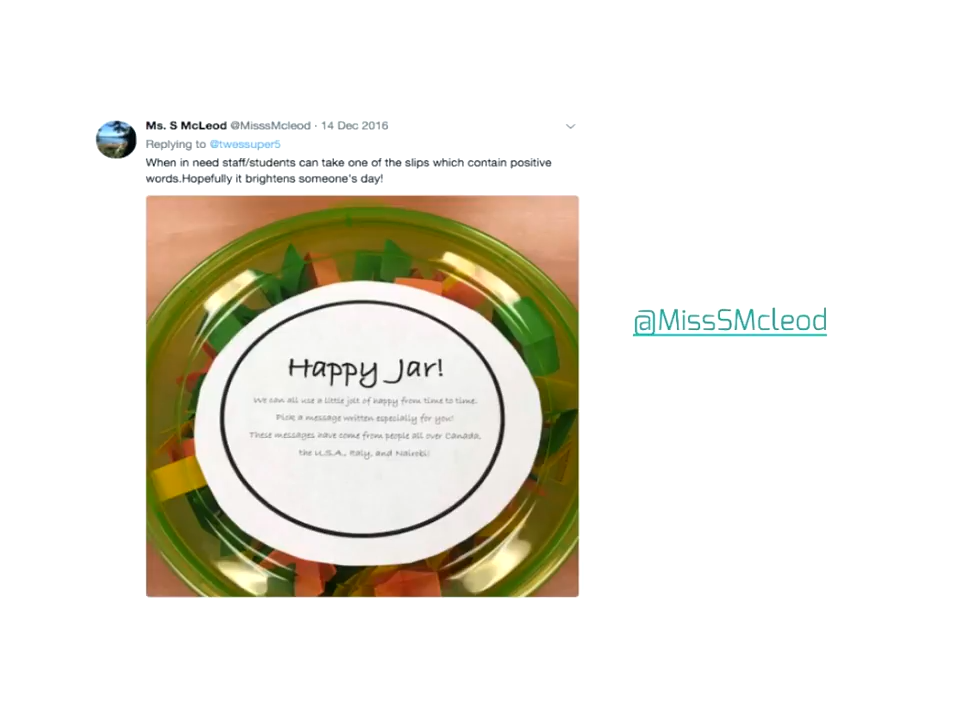 Ms. S McLeod @MisssMcleod · 14 Dec 2016
Replying to @twessuper5
When in need staff/students can take one of the slips which contain positive
words.Hopefully it brightens someone's day!
Happy Jar!
We can all use a little jolt of happy from time to time.
Pick a message written especially for you!
These messages have come from people all over Canada,
the U.S.A., Italy, and Nairobi!
@MissSMcleod